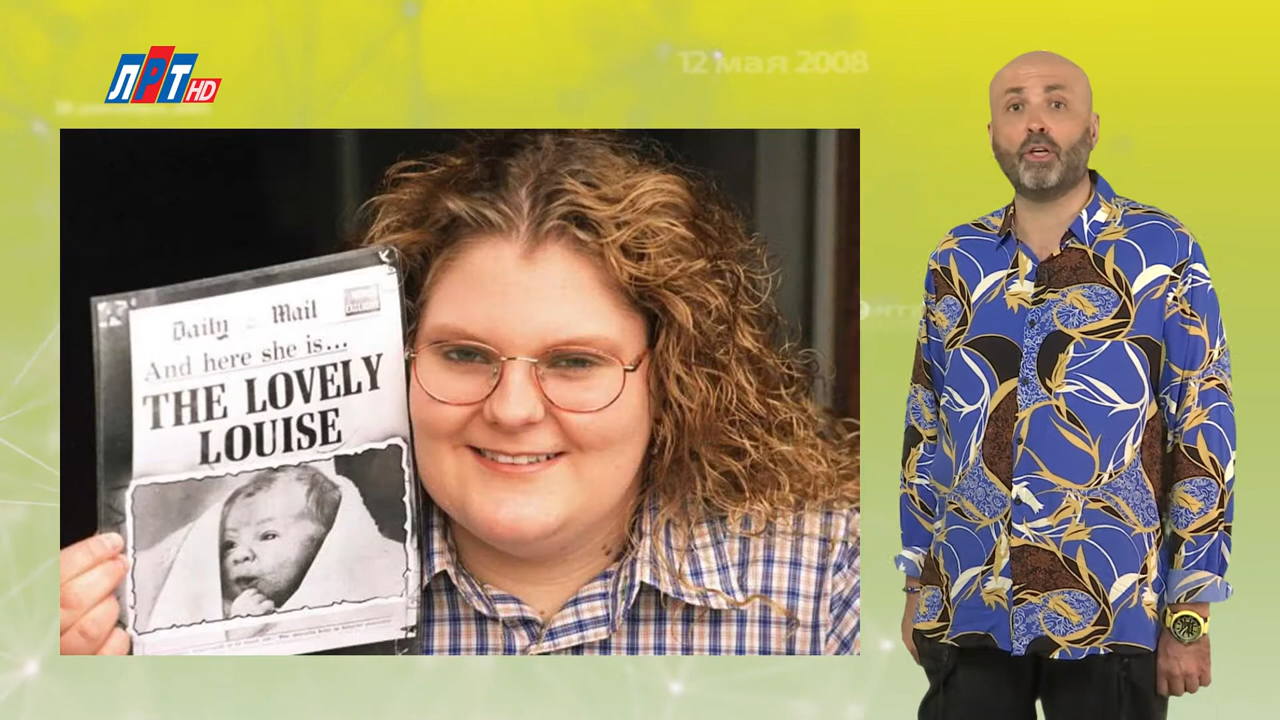 ЛРТ HD
12 мая 2008
Daily Mail
And here she is...
THE LOVELY
LOUISE